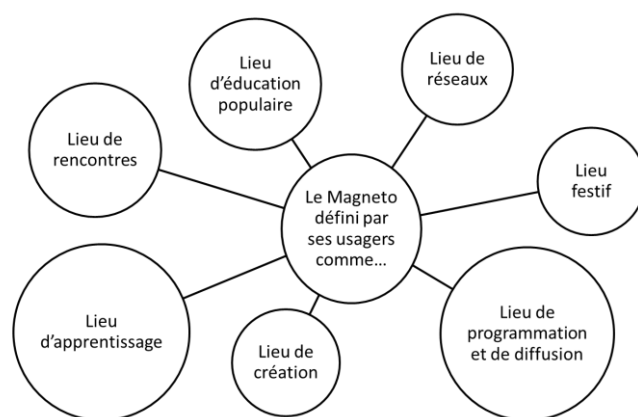 Lieu
d'éducation
populaire
Lieu de
réseaux
Lieu de
rencontres
Lieu
festif
Le Magneto
défini par
ses usagers
comme…
Lieu
d'apprentissage
Lieu de
création
Lieu de
programmation
et de diffusion